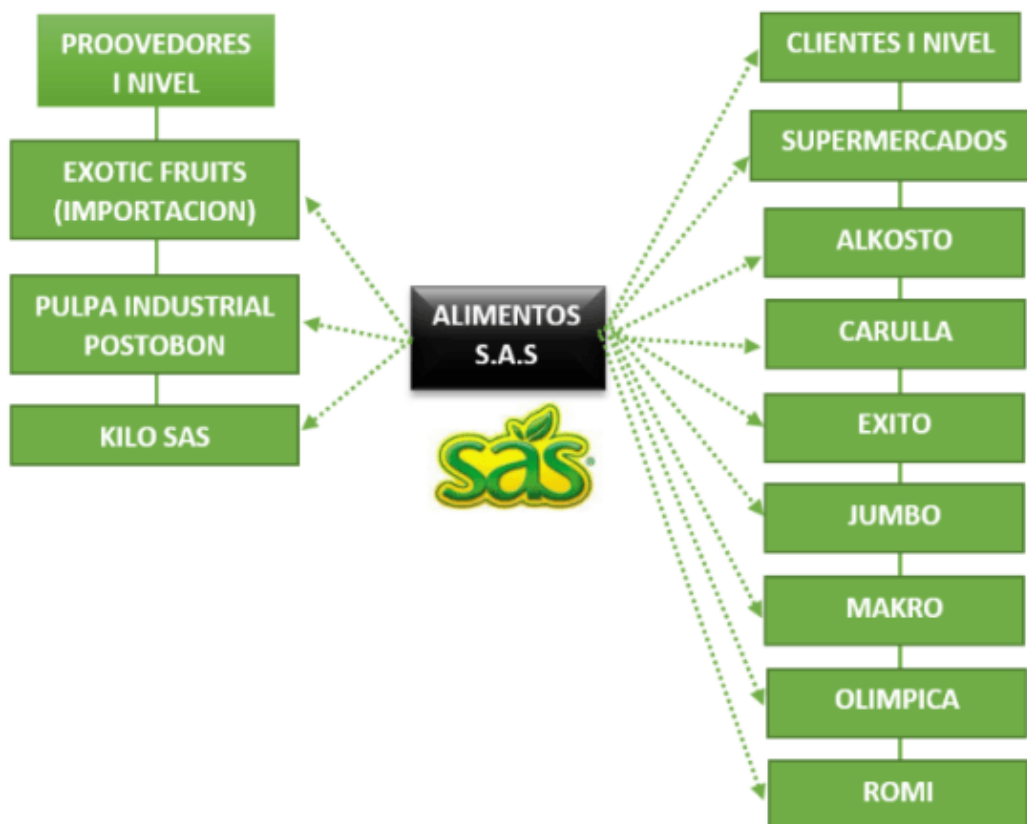 PROOVEDORES
I NIVEL
EXOTIC FRUITS
(IMPORTACION)
PULPA INDUSTRIAL
POSTOBON
KILO SAS
ALIMENTOS
S.A.S
sas
CLIENTES I NIVEL
SUPERMERCADOS
ALKOSTO
CARULLA
EXITO
JUMBO
MAKRO
OLIMPICA
ROMI